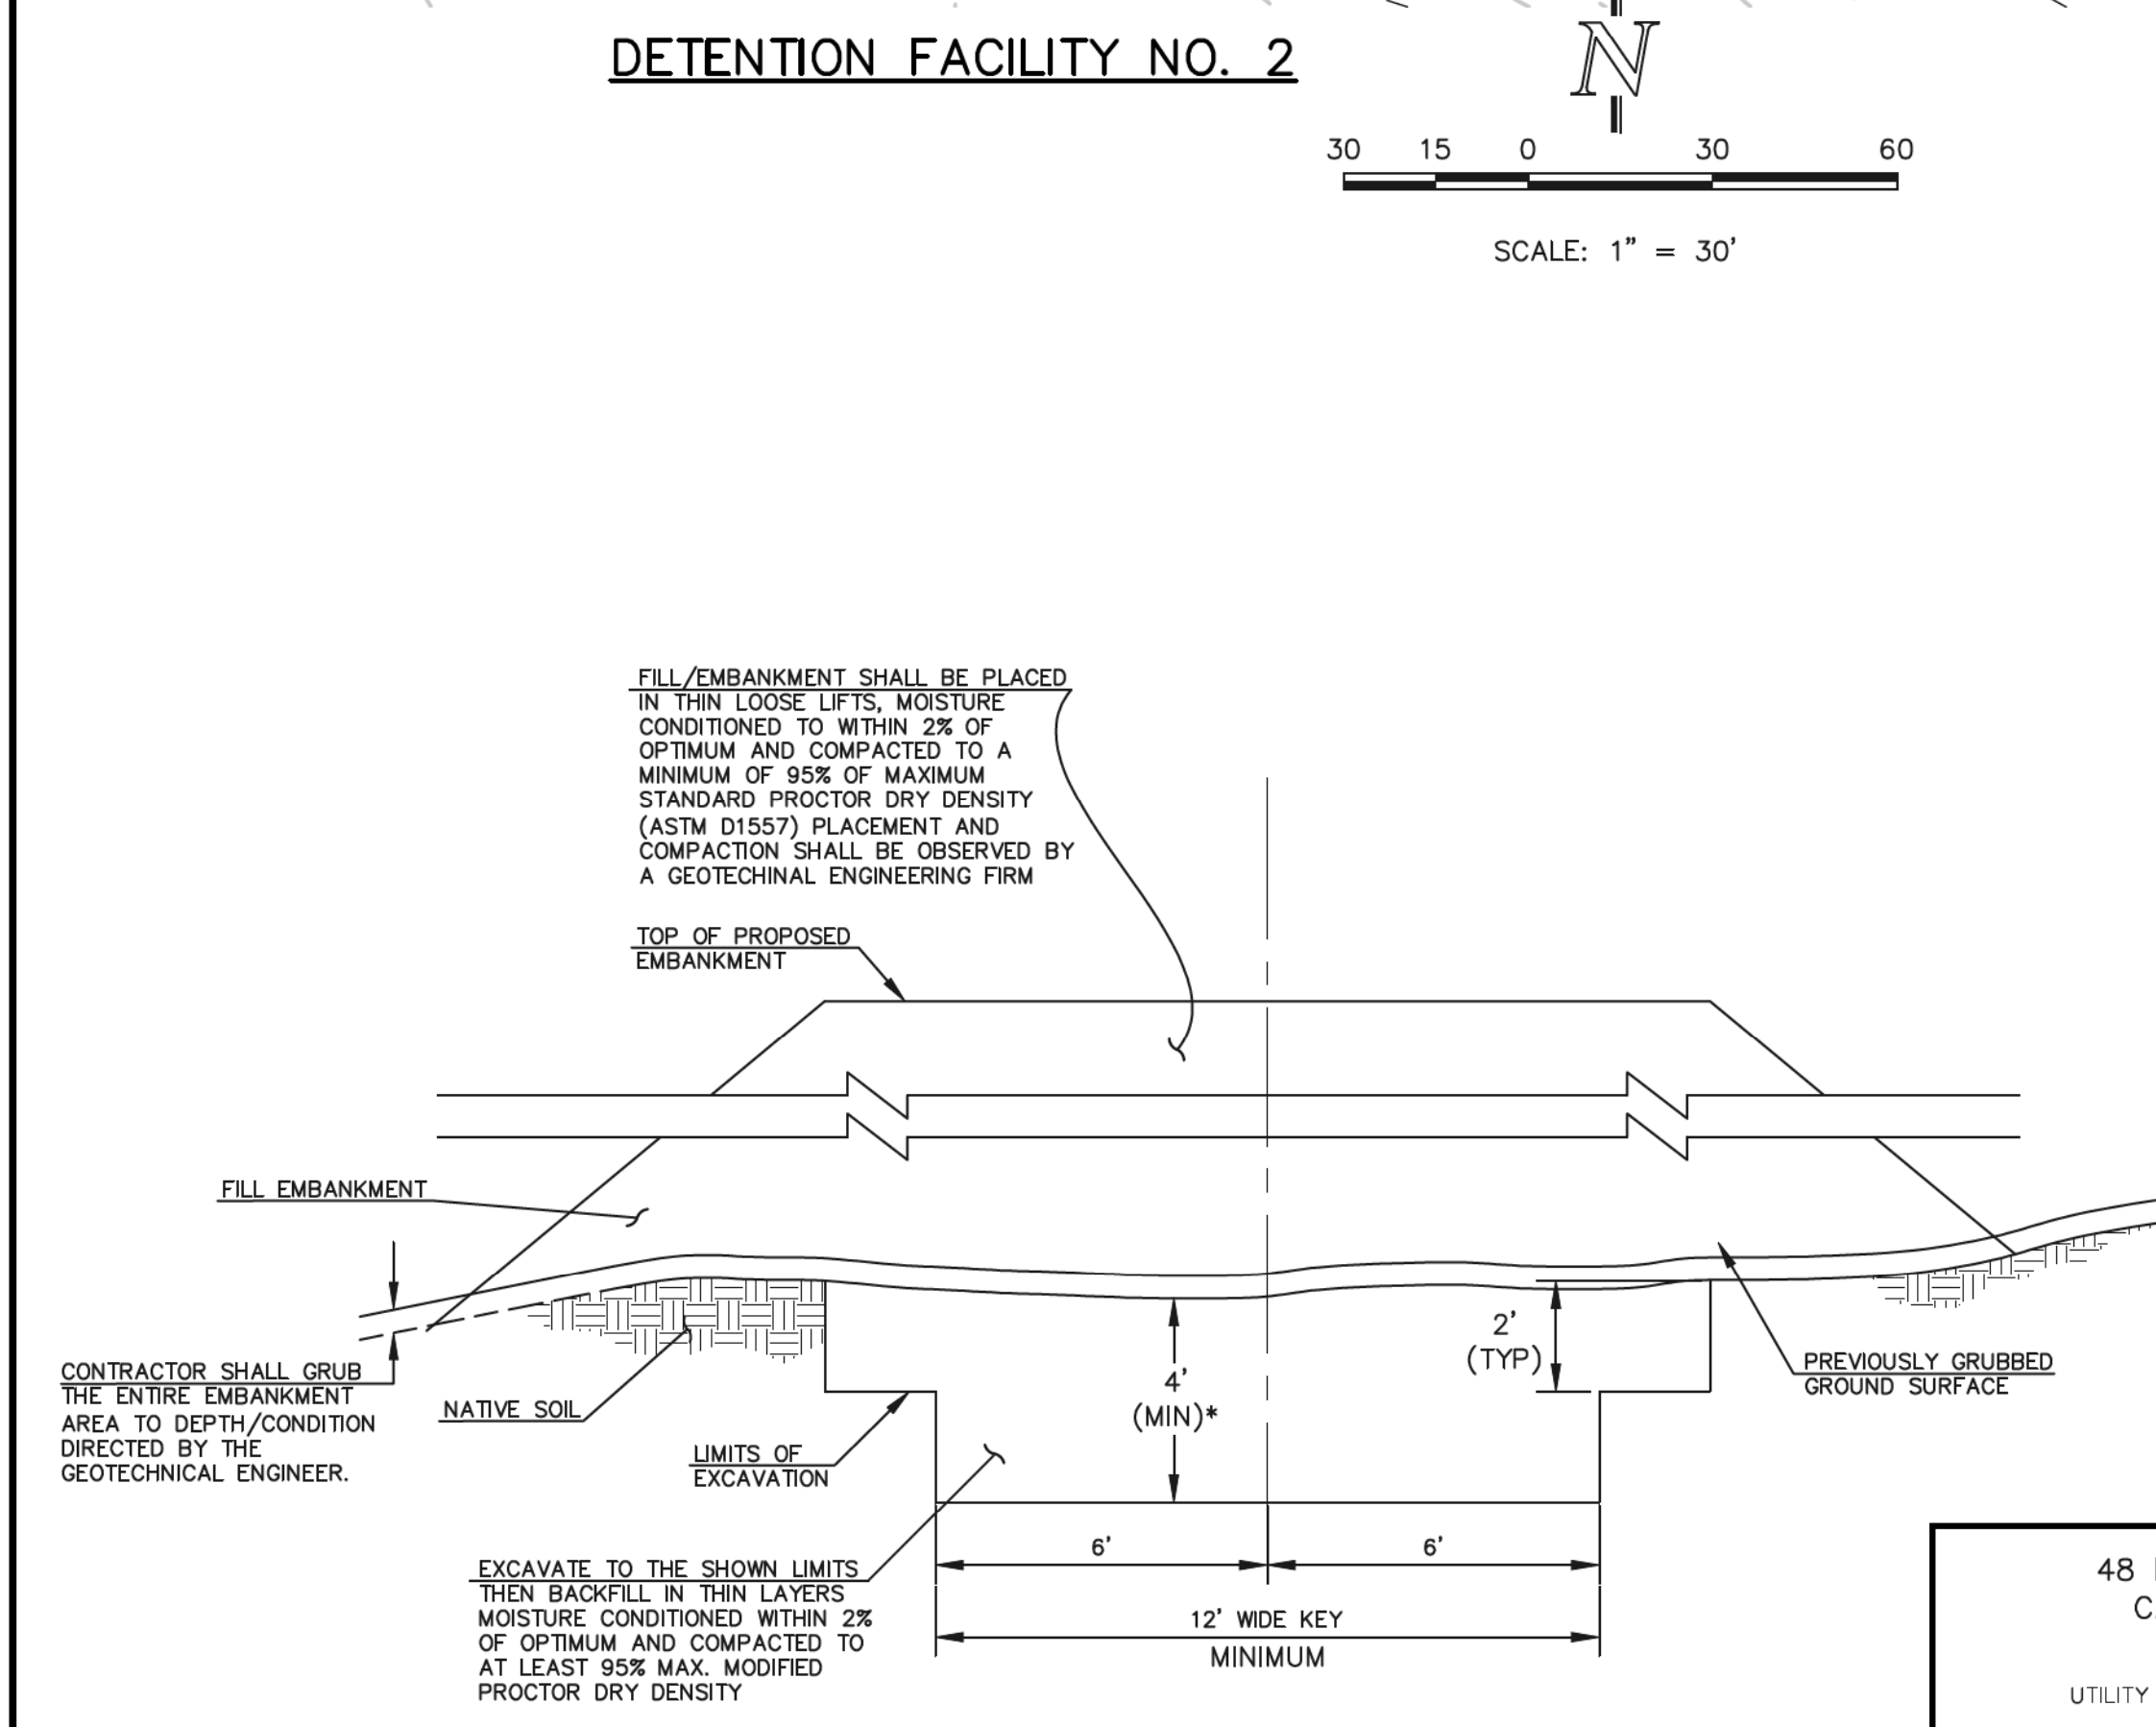 DETENTION FACILITY NO. 2
N
30 15 0 30 60
SCALE: 1" = 30'
FILL/EMBANKMENT SHALL BE PLACED
IN THIN LOOSE LIFTS, MOISTURE
CONDITIONED TO WITHIN 2% OF
OPTIMUM AND COMPACTED TO A
MINIMUM OF 95% OF MAXIMUM
STANDARD PROCTOR DRY DENSITY
(ASTM D1557) PLACEMENT AND
COMPACTION SHALL BE OBSERVED BY
A GEOTECHINAL ENGINEERING FIRM
TOP OF PROPOSED
EMBANKMENT
FILL EMBANKMENT
CONTRACTOR SHALL GRUB
THE ENTIRE EMBANKMENT
AREA TO DEPTH/CONDITION
DIRECTED BY THE
GEOTECHNICAL ENGINEER.
NATIVE SOIL
LIMITS OF
EXCAVATION
4'
(MIN)*
2'
(TYP)
PREVIOUSLY GRUBBED
GROUND SURFACE
EXCAVATE TO THE SHOWN LIMITS
THEN BACKFILL IN THIN LAYERS
MOISTURE CONDITIONED WITHIN 2%
OF OPTIMUM AND COMPACTED TO
AT LEAST 95% MAX. MODIFIED
PROCTOR DRY DENSITY
6' 6'
12' WIDE KEY
MINIMUM
48
UTILITY